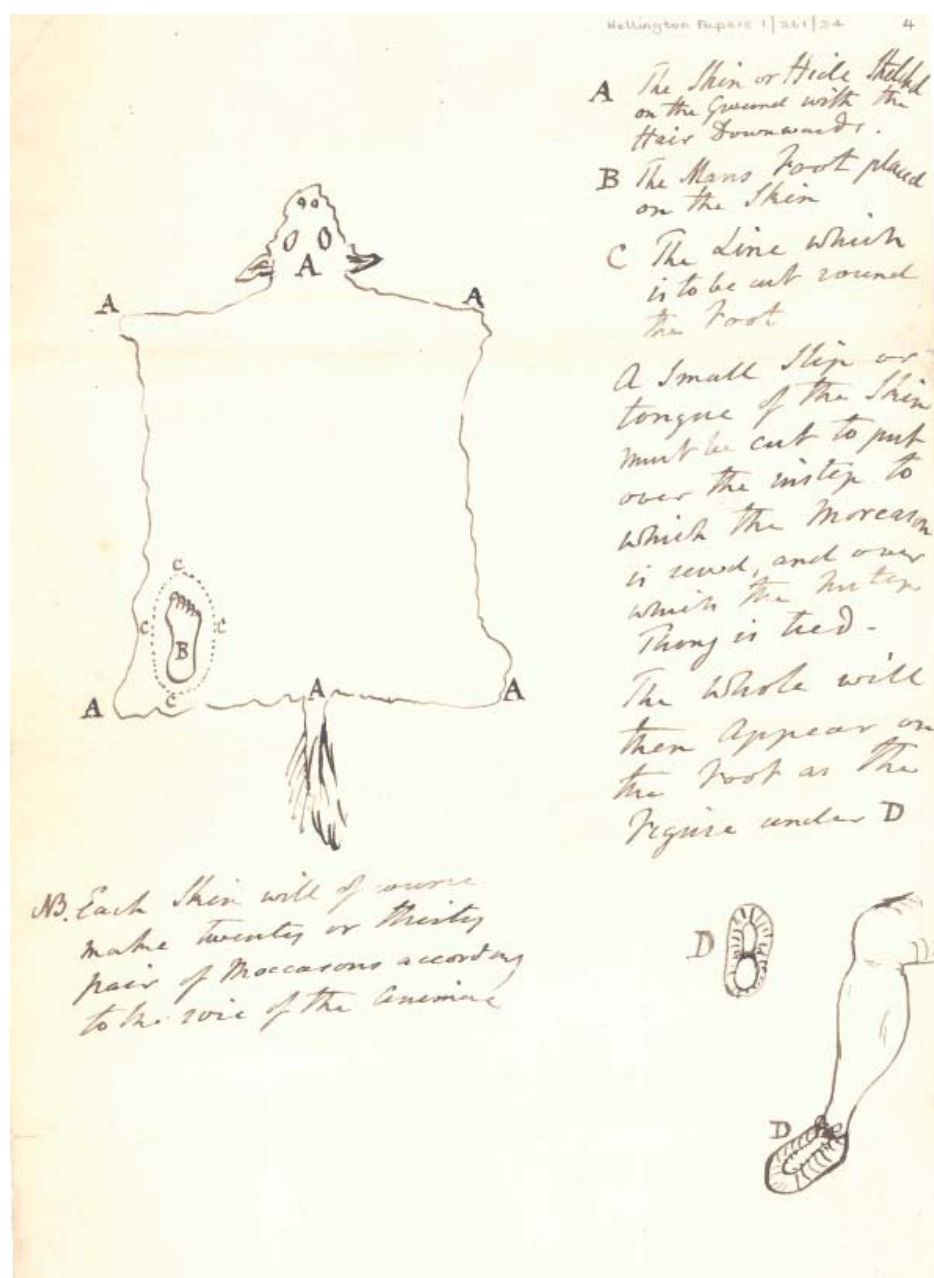 Wellington Papers 1/261/34 4
A The Skin or Hide Stretched
on the Ground with the
Hair Downwards.
B The Mans Foot placed
on the Skin
C The Line which
is to be cut round
the Foot
A Small Slip or
tongue of the Skin
must be cut to put
over the instep to
which the Moccason
is sewd, and over
which the Instep
Thong is tied -
The Whole will
then Appear on
the Foot as the
Figure under D
A
A
A
C
C
C
B
C
A
A
A
NB. Each Skin will of course
make twenty or thirty
pair of Moccasons according
to the size of the Animal
D
D